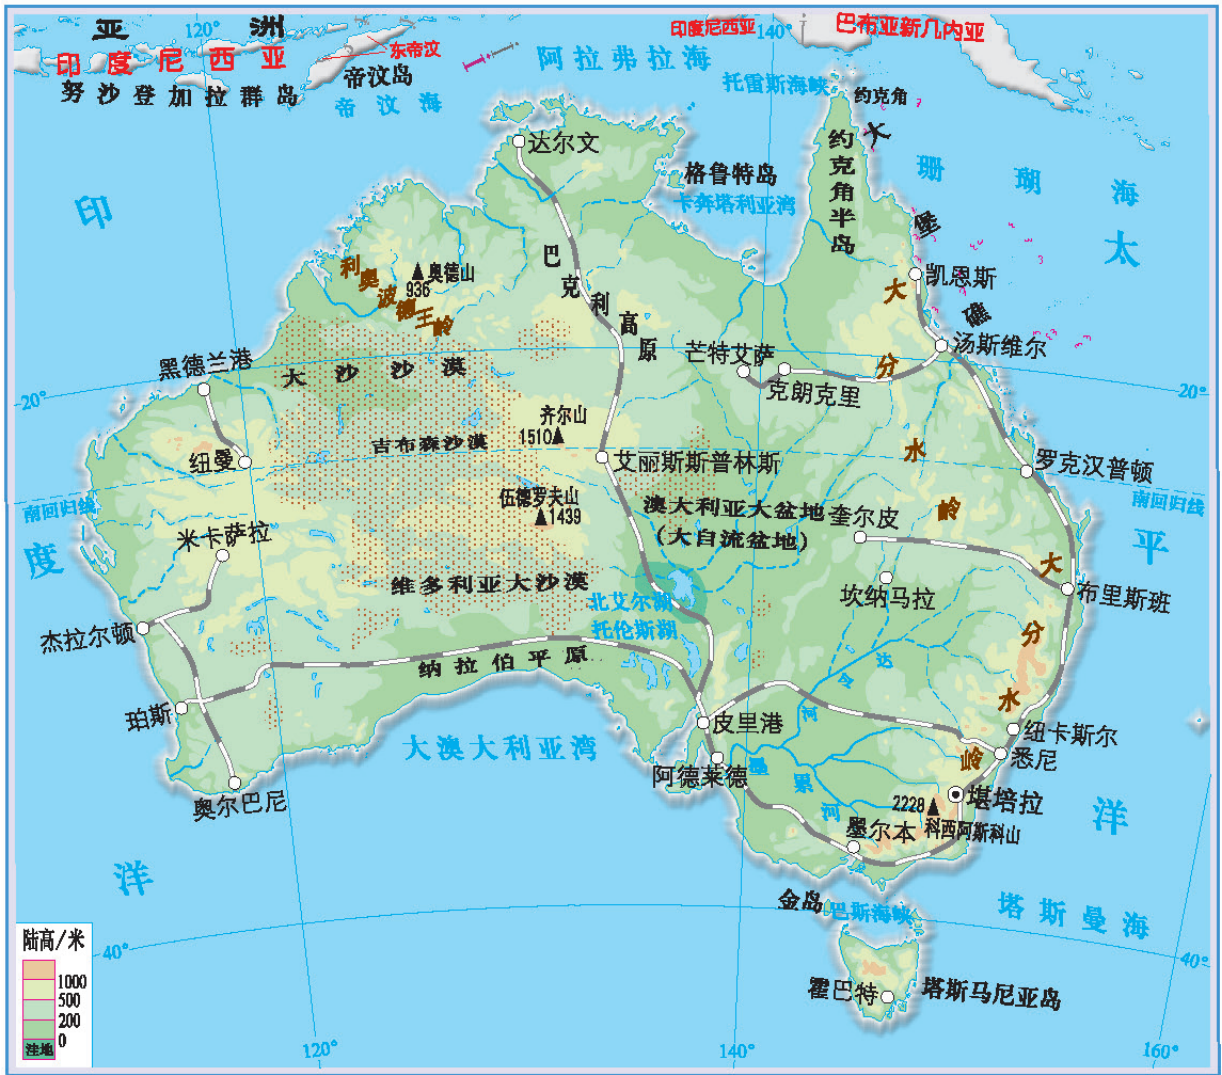 亚洲
120°
印度尼西亚
东帝汶
帝汶岛
努沙登加拉群岛
帝汶海
阿拉弗拉海
印度尼西亚
140°
巴布亚新几内亚
托雷斯海峡
约克角
大堡礁
珊瑚海
约克角半岛
达尔文
格鲁特岛
卡奔塔利亚湾
印度洋
太平洋
利奥波德王岭
奥德山
936
巴克利高原
凯恩斯
大分水岭
汤斯维尔
芒特艾萨
克朗克里
黑德兰港
大沙沙漠
20°
20°
齐尔山
1510
吉布森沙漠
纽曼
艾丽斯斯普林斯
罗克汉普顿
南回归线
南回归线
伍德罗夫山
1439
澳大利亚大盆地
(大自流盆地)
奎尔皮
米卡萨拉
维多利亚大沙漠
北艾尔湖
托伦斯湖
坎纳马拉
布里斯班
大分水岭
杰拉尔顿
纳拉伯平原
达令河
珀斯
皮里港
纽卡斯尔
悉尼
大澳大利亚湾
阿德莱德
墨累河
堪培拉
奥尔巴尼
2228
科西阿斯科山
墨尔本
金岛
巴斯海峡
塔斯曼海
霍巴特
塔斯马尼亚岛
40°
40°
陆高/米
1000
500
200
0
洼地
120°
140°
160°